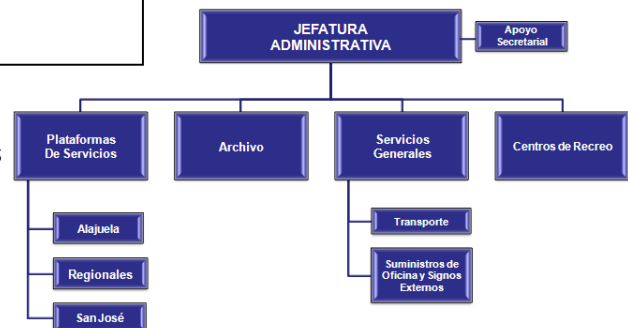 JEFATURA
ADMINISTRATIVA
Apoyo
Secretarial
Plataformas
De Servicios
Archivo
Servicios
Generales
Centros de Recreo
Alajuela
Regionales
San José
Transporte
Suministros de
Oficina y Signos
Externos